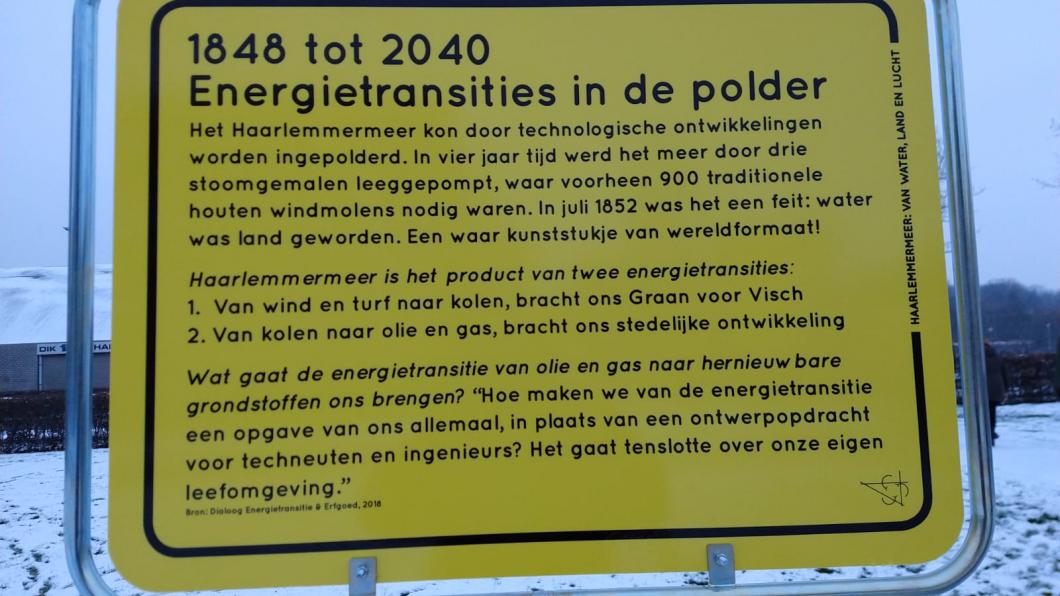 1848 tot 2040
Energietransities in de polder
Het Haarlemmermeer kon door technologische ontwikkelingen
worden ingepolderd. In vier jaar tijd werd het meer door drie
stoomgemalen leeggepompt, waar voorheen 900 traditionele
houten windmolens nodig waren. In juli 1852 was het een feit: water
was land geworden. Een waar kunststukje van wereldformaat!
Haarlemmermeer is het product van twee energietransities:
1. Van wind en turf naar kolen, bracht ons Graan voor Visch
2. Van kolen naar olie en gas, bracht ons stedelijke ontwikkeling
Wat gaat de energietransitie van olie en gas naar hernieuwbare
grondstoffen ons brengen? “Hoe maken we van de energietransitie
een opgave van ons allemaal, in plaats van een ontwerpopdracht
voor techneuten en ingenieurs? Het gaat tenslotte over onze eigen
leefomgeving.”
Bron: Dialoog Energietransitie & Erfgoed, 2018
HAARLEMMERMEER: VAN WATER, LAND EN LUCHT
DIK